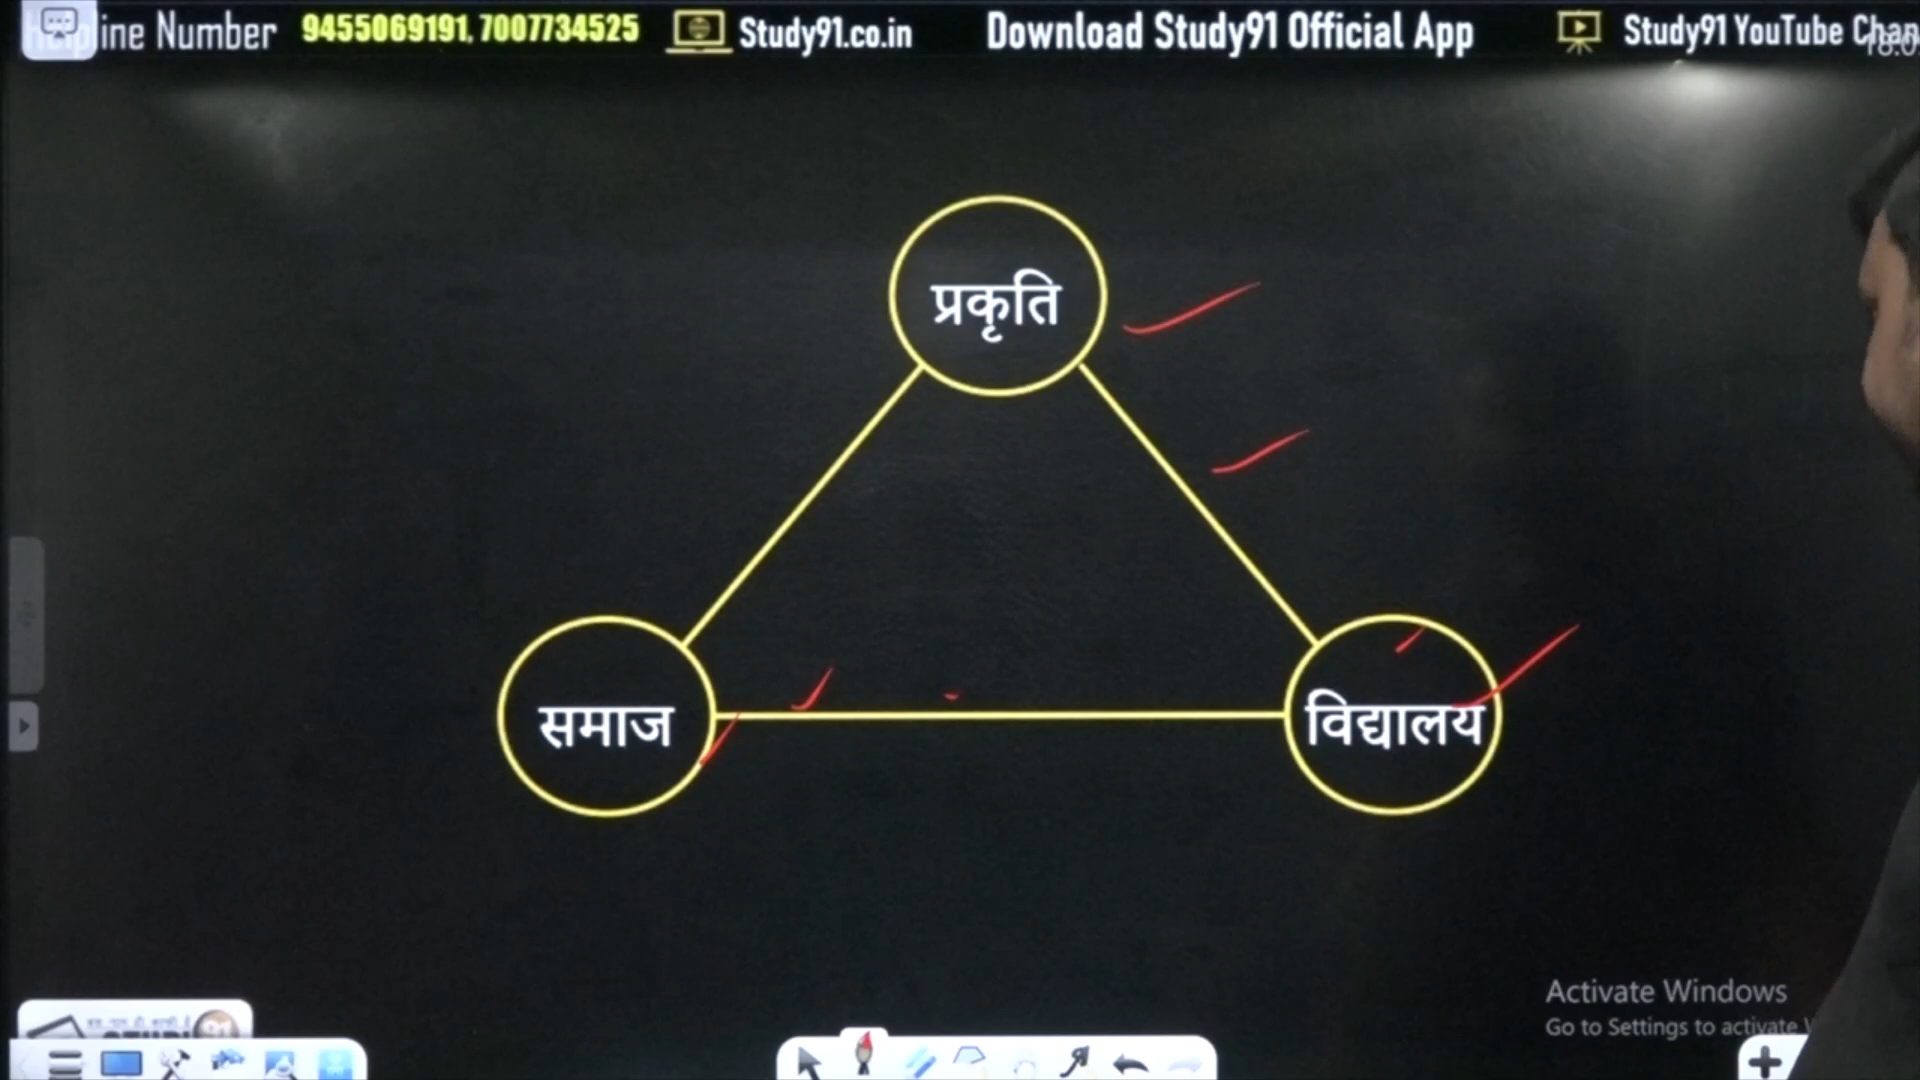 ine Number 9455069191, 7007734525 Study91.co.in Download Study91 Official App Study91 YouTube Chan
प्रकृति
समाज
विद्यालय
Activate Windows
Go to Settings to activate